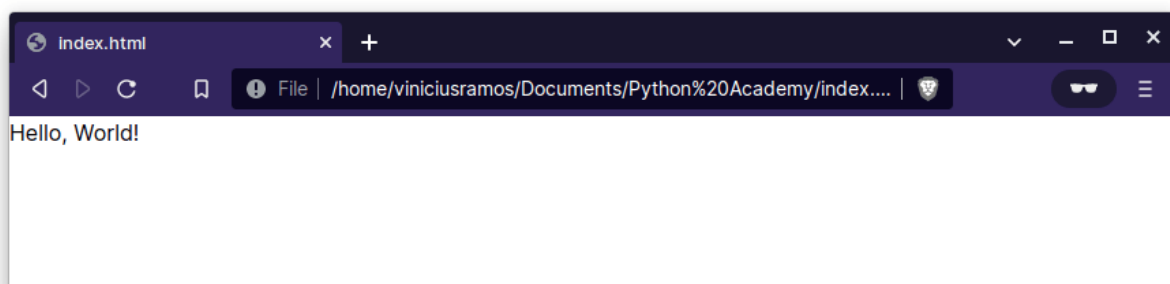 index.html
File /home/viniciusramos/Documents/Python%20Academy/index....
Hello, World!